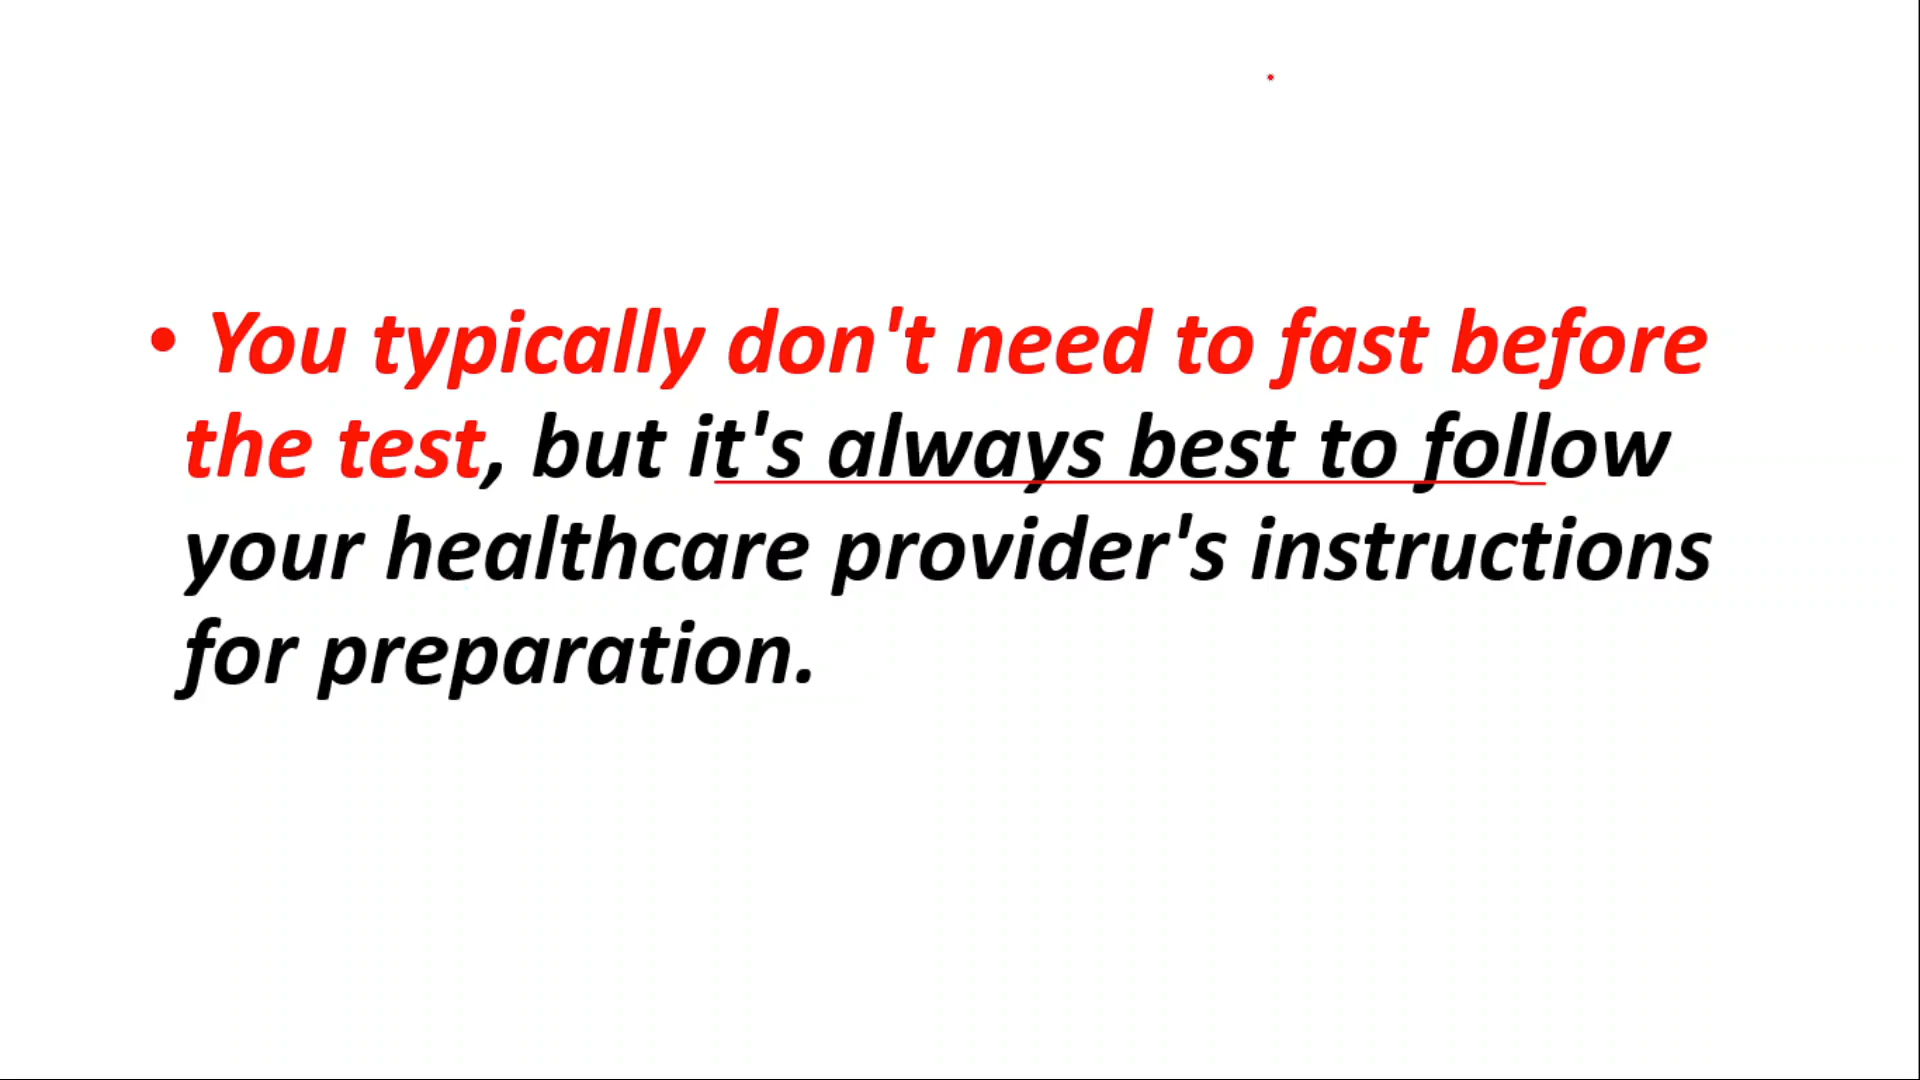 • You typically don't need to fast before
the test, but it's always best to follow
your healthcare provider's instructions
for preparation.